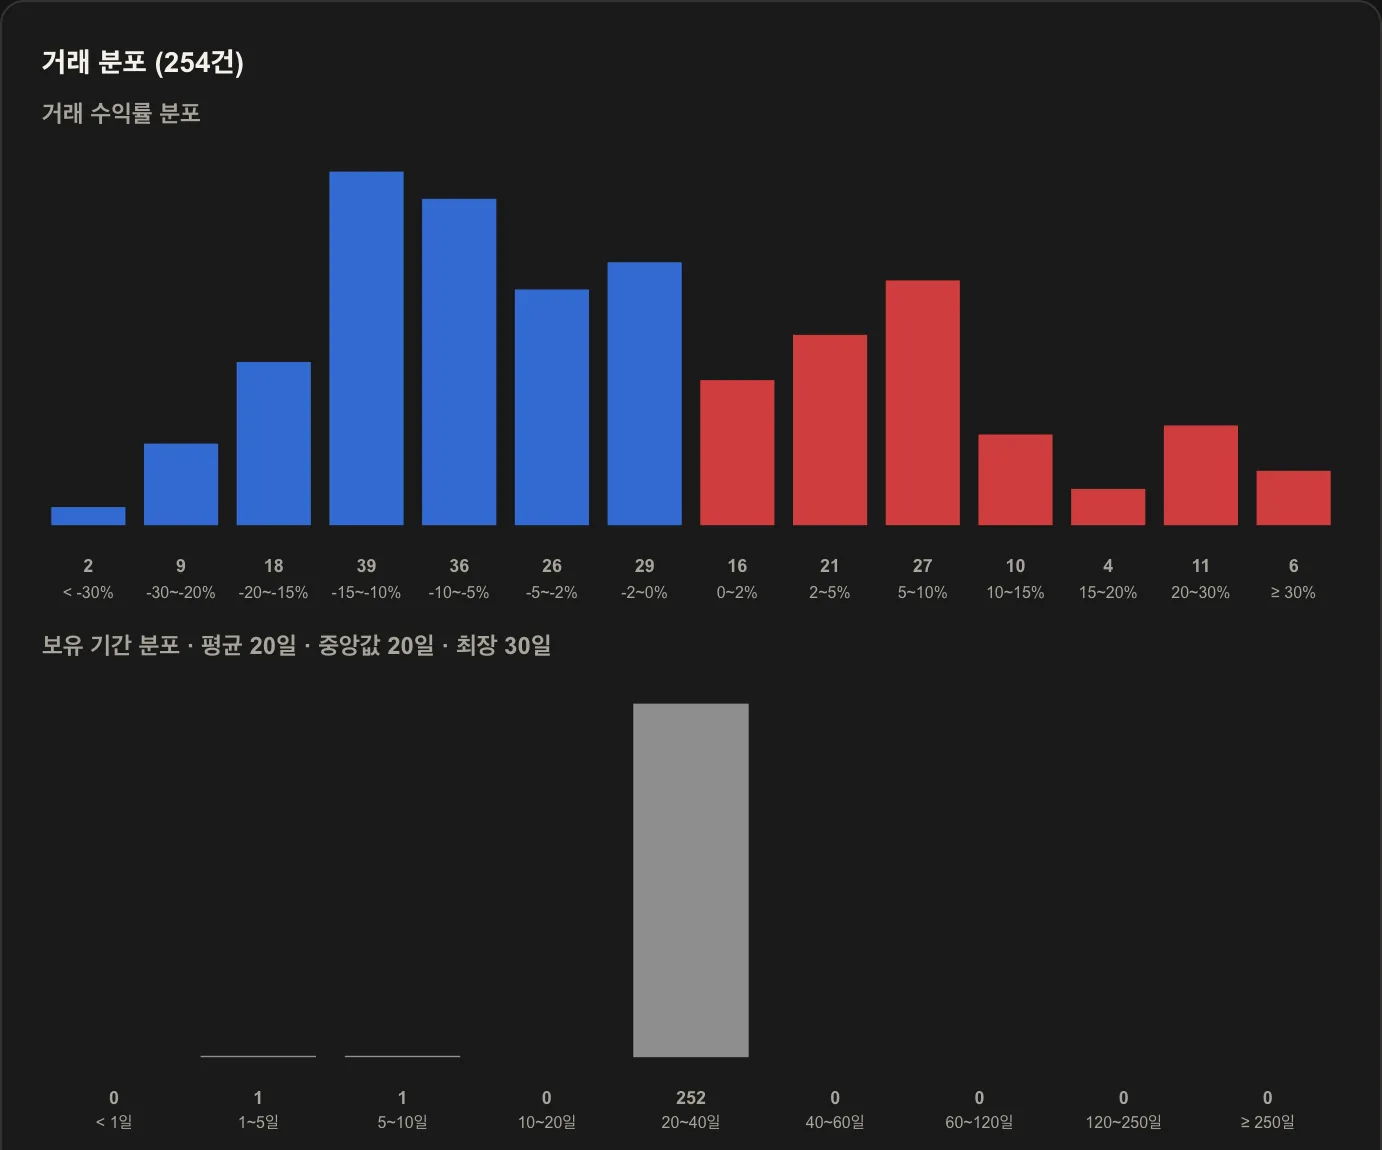 거래 분포 (254건)
거래 수익률 분포
2 9 18 39 36 26 29 16 21 27 10 4 11 6
< -30% -30~-20% -20~-15% -15~-10% -10~-5% -5~-2% -2~0% 0~2% 2~5% 5~10% 10~15% 15~20% 20~30% ≥ 30%
보유 기간 분포 · 평균 20일 · 중앙값 20일 · 최장 30일
0 1 1 0 252 0 0 0 0
< 1일 1~5일 5~10일 10~20일 20~40일 40~60일 60~120일 120~250일 ≥ 250일